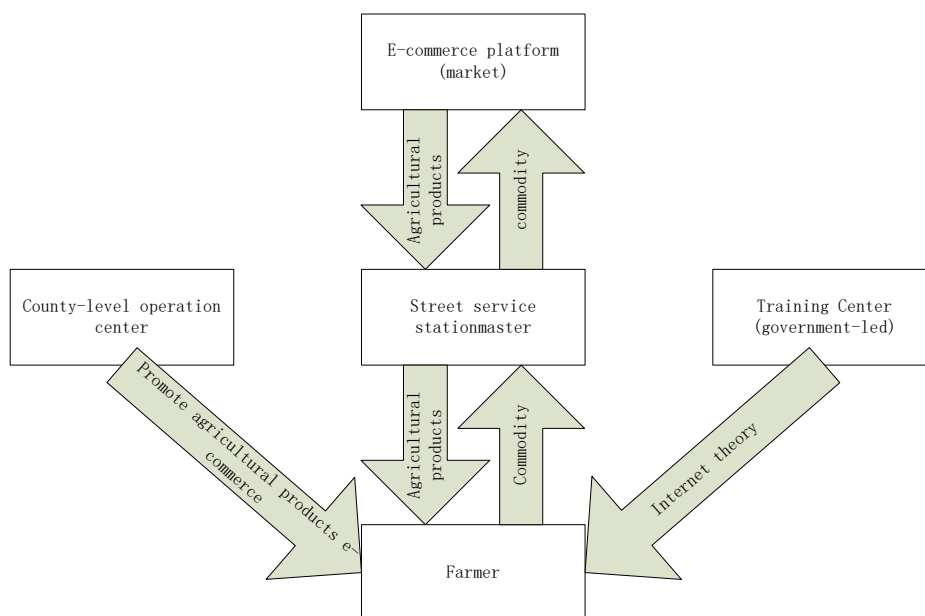 E-commerce platform
(market)
Agricultural
products
commodity
County-level operation
center
Street service
stationmaster
Training Center
(government-led)
Promote agricultural products e-
commerce
Agricultural
products
Commodity
Internet theory
Farmer